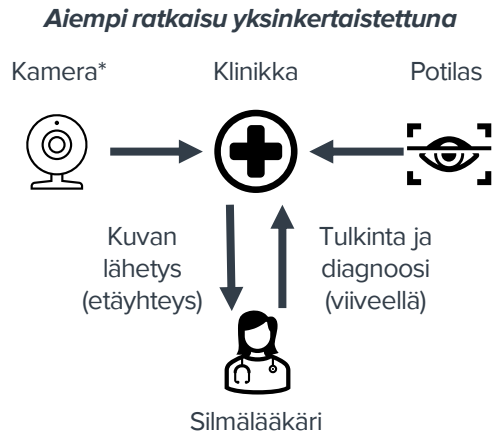 Aiempi ratkaisu yksinkertaistettuna
Kamera*
Klinikka
Potilas
Kuvan
lähetys
(etäyhteys)
Tulkinta ja
diagnoosi
(viiveellä)
Silmälääkäri